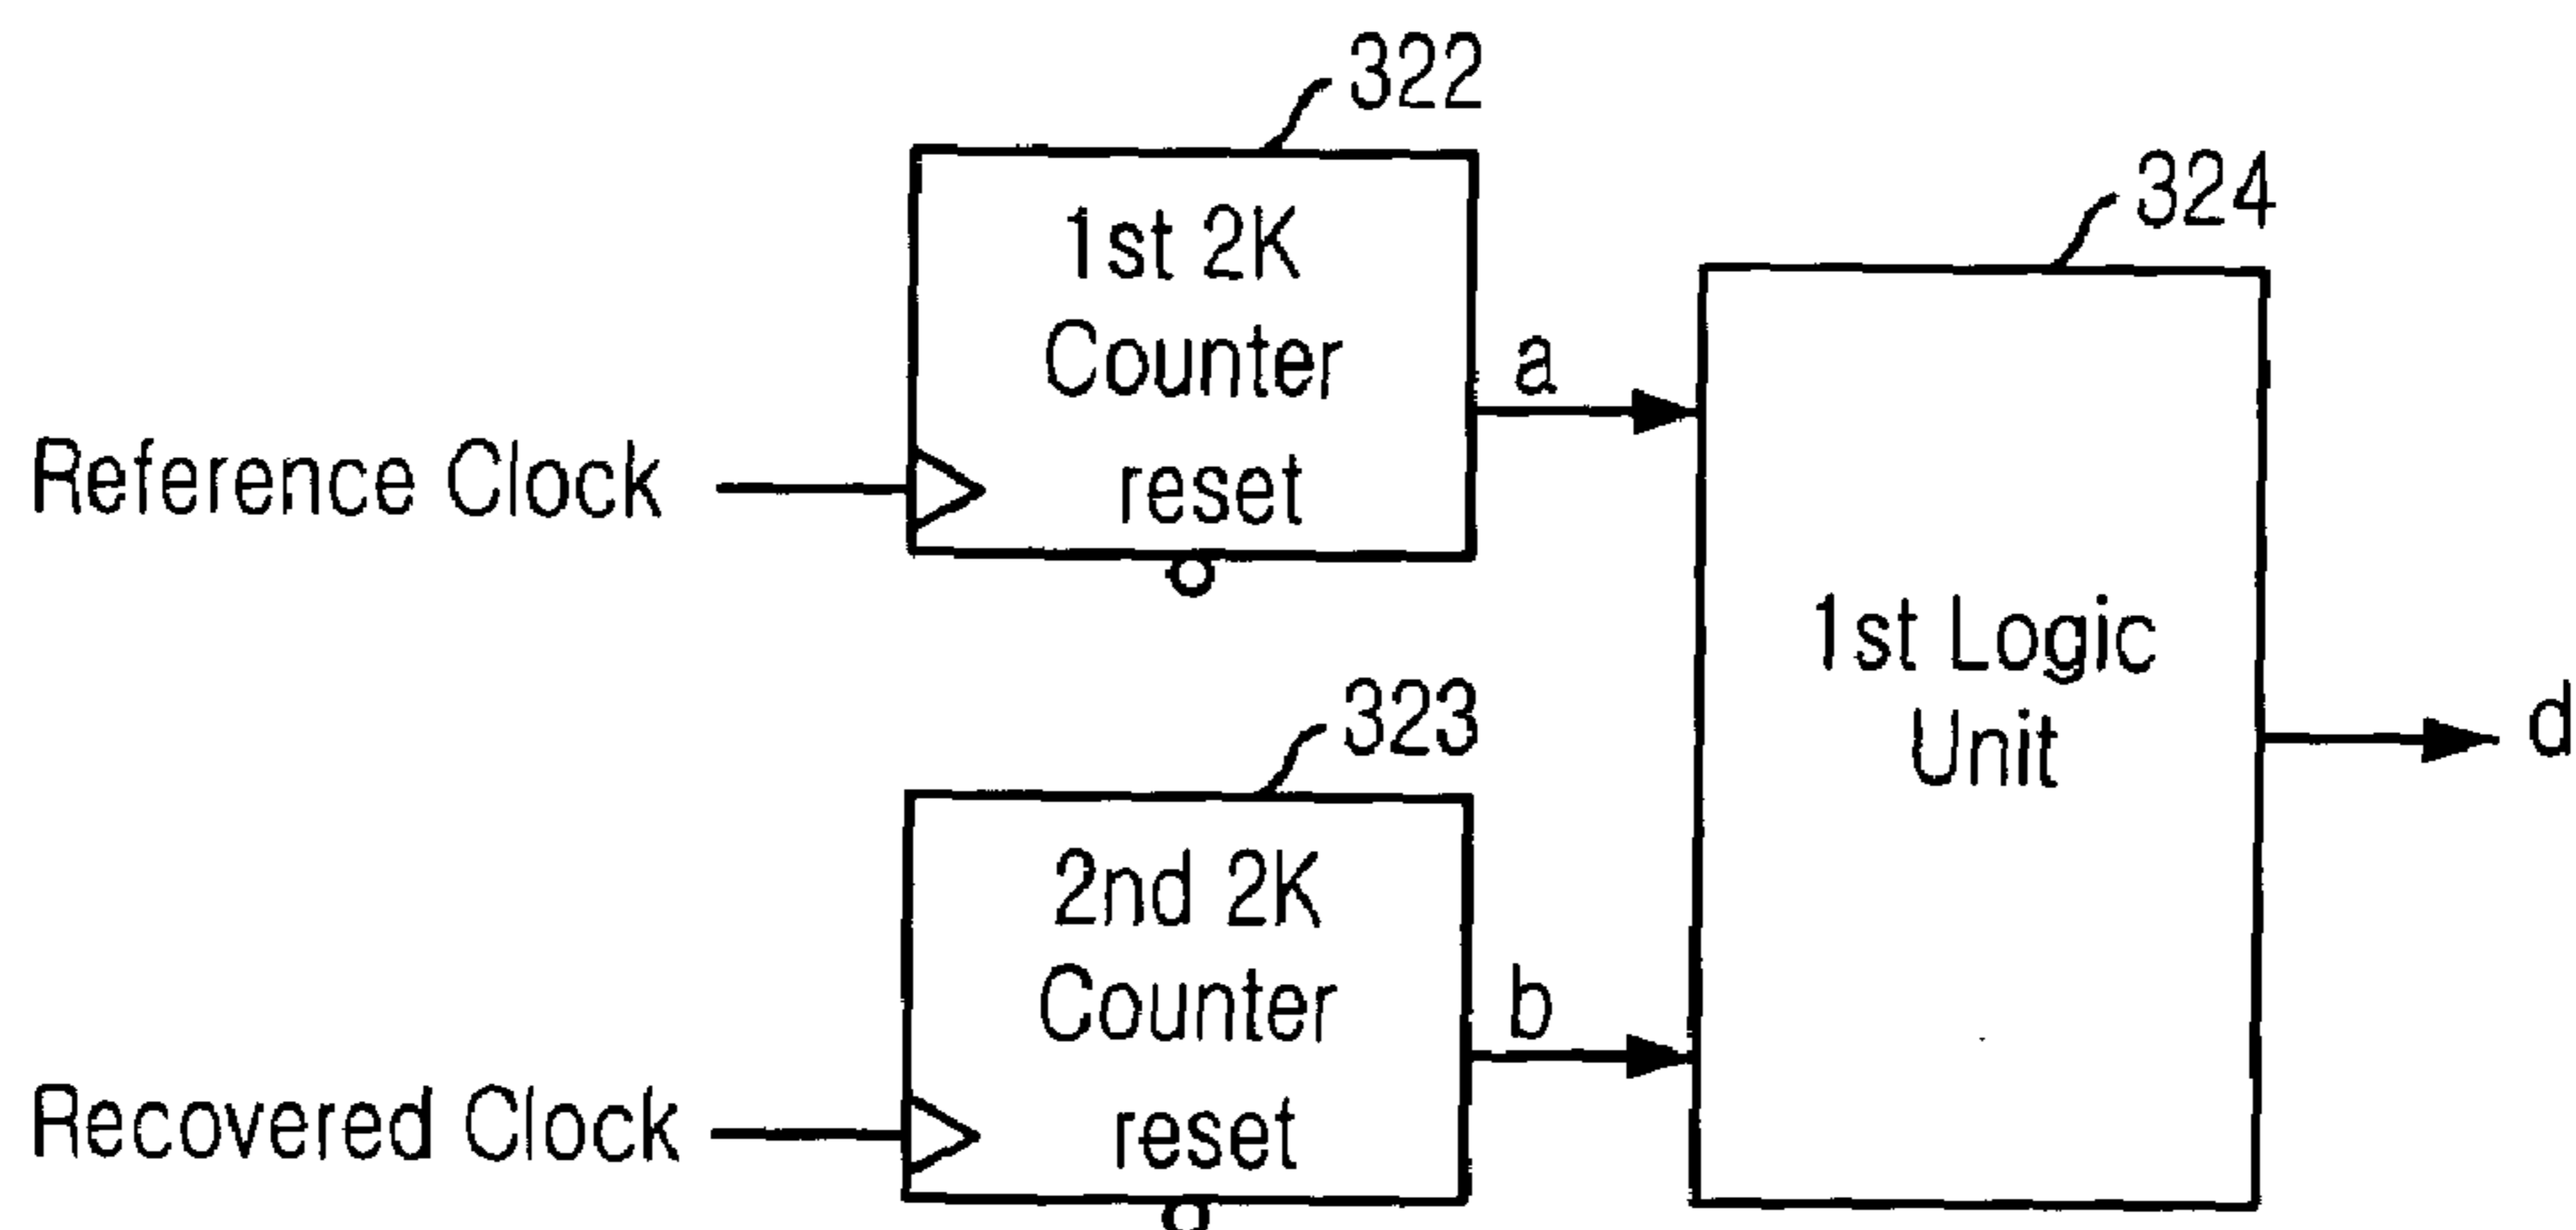 322
1st 2K
Counter
reset
Reference Clock
a
324
1st Logic
Unit
d
323
2nd 2K
Counter
reset
Recovered Clock
b